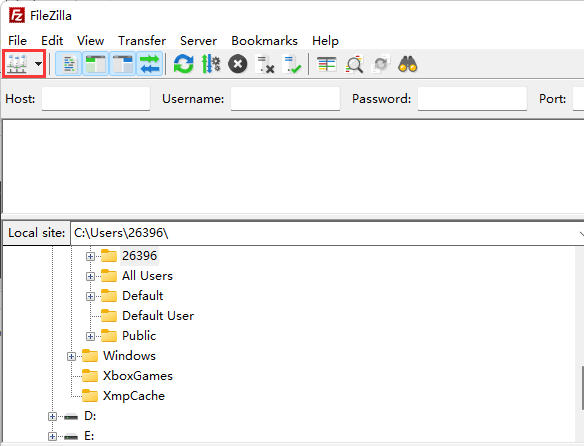 FileZilla
File Edit View Transfer Server Bookmarks Help
Host: Username: Password: Port:
Local site: C:\Users\26396\
26396
All Users
Default
Default User
Public
Windows
XboxGames
XmpCache
D:
E: